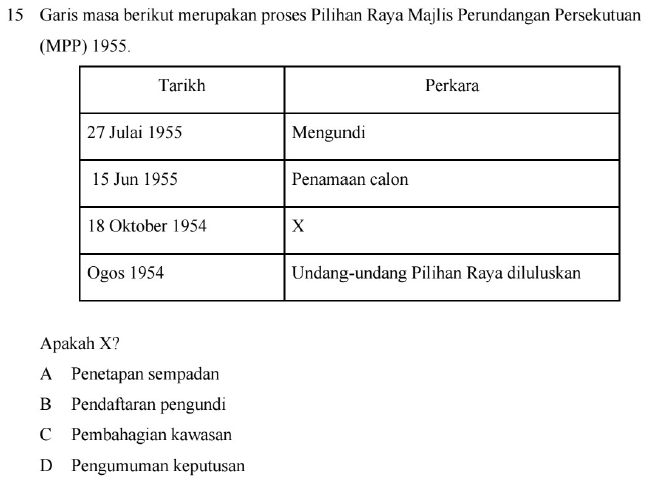 15 Garis masa berikut merupakan proses Pilihan Raya Majlis Perundangan Persekutuan
(MPP) 1955.
Tarikh Perkara
27 Julai 1955 Mengundi
15 Jun 1955 Penamaan calon
18 Oktober 1954 X
Ogos 1954 Undang-undang Pilihan Raya diluluskan
Apakah X?
A Penetapan sempadan
B Pendaftaran pengundi
C Pembahagian kawasan
D Pengumuman keputusan